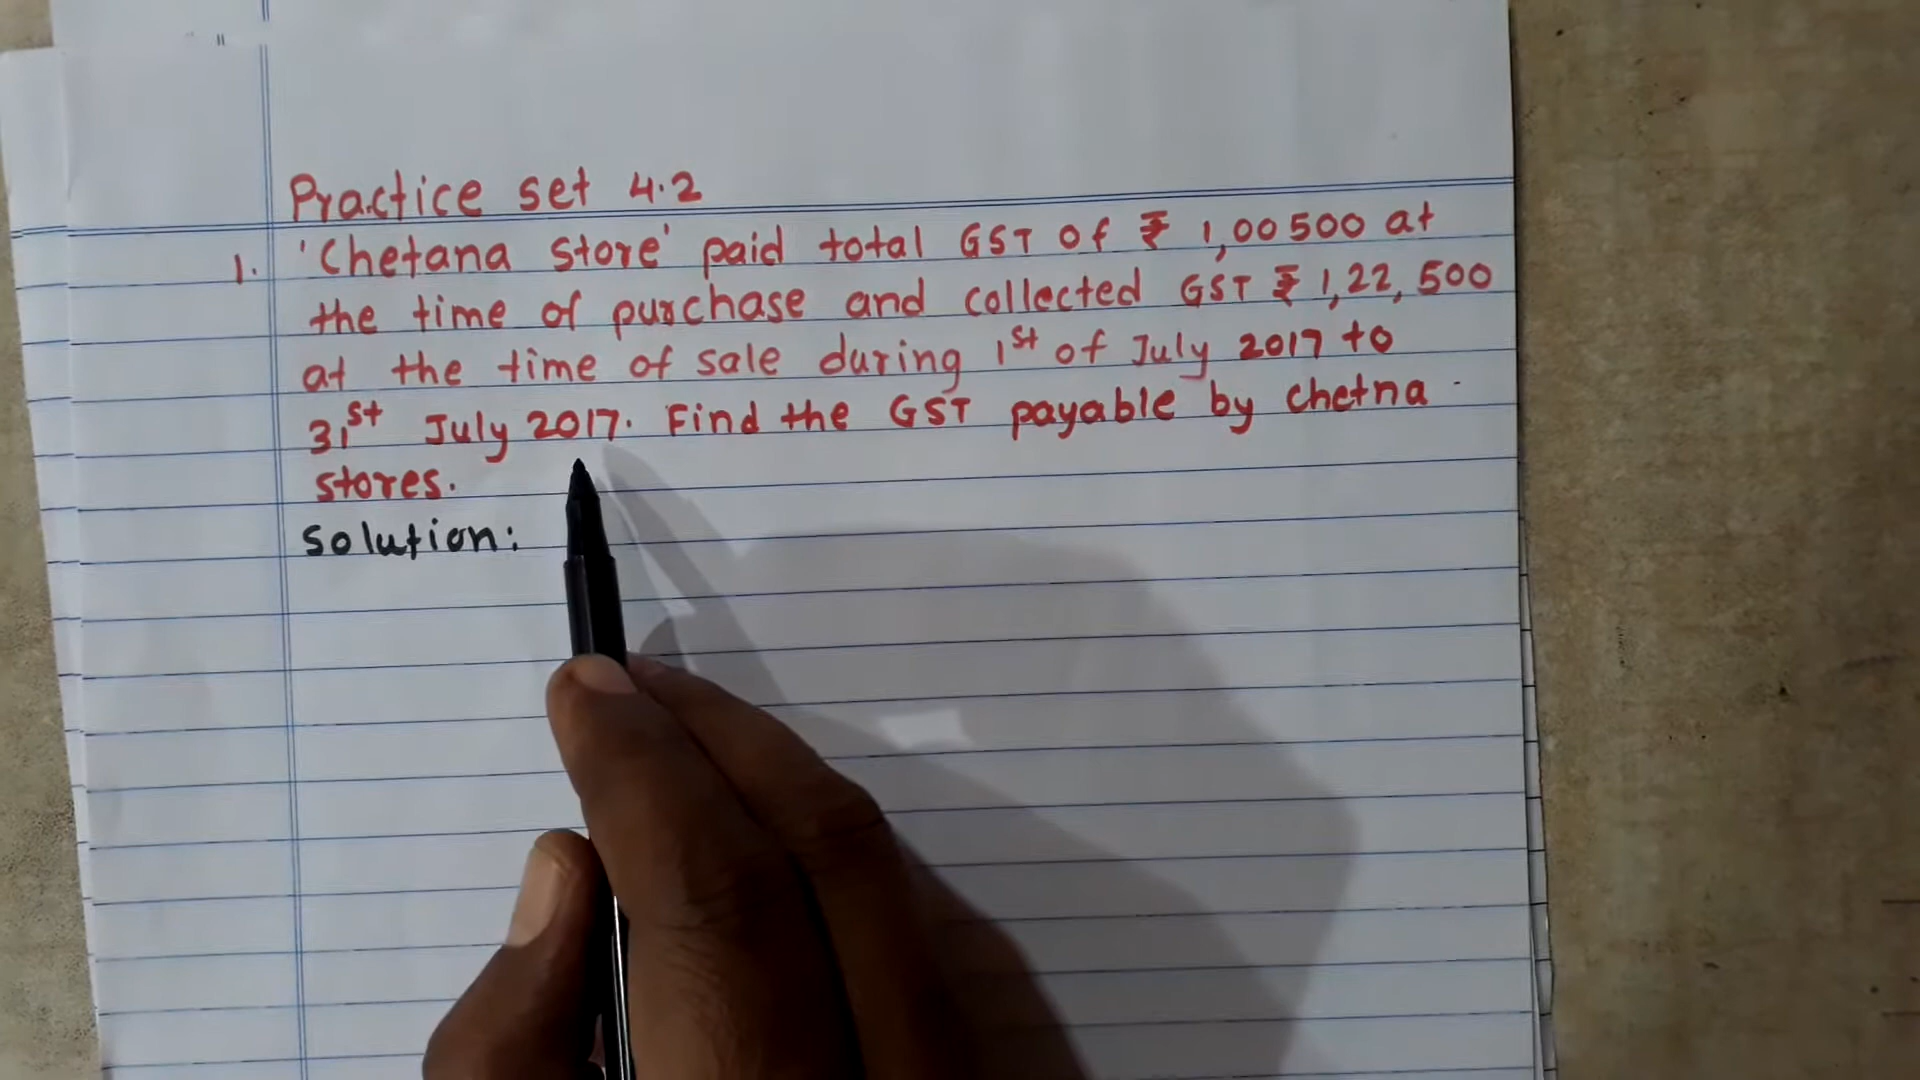 Practice set 4.2
1. 'Chetana store' paid total GST of ₹ 1,00500 at
the time of purchase and collected GST ₹ 1,22,500
at the time of sale during 1st of July 2017 to
31st July 2017. Find the GST payable by chetna
stores.
Solution: